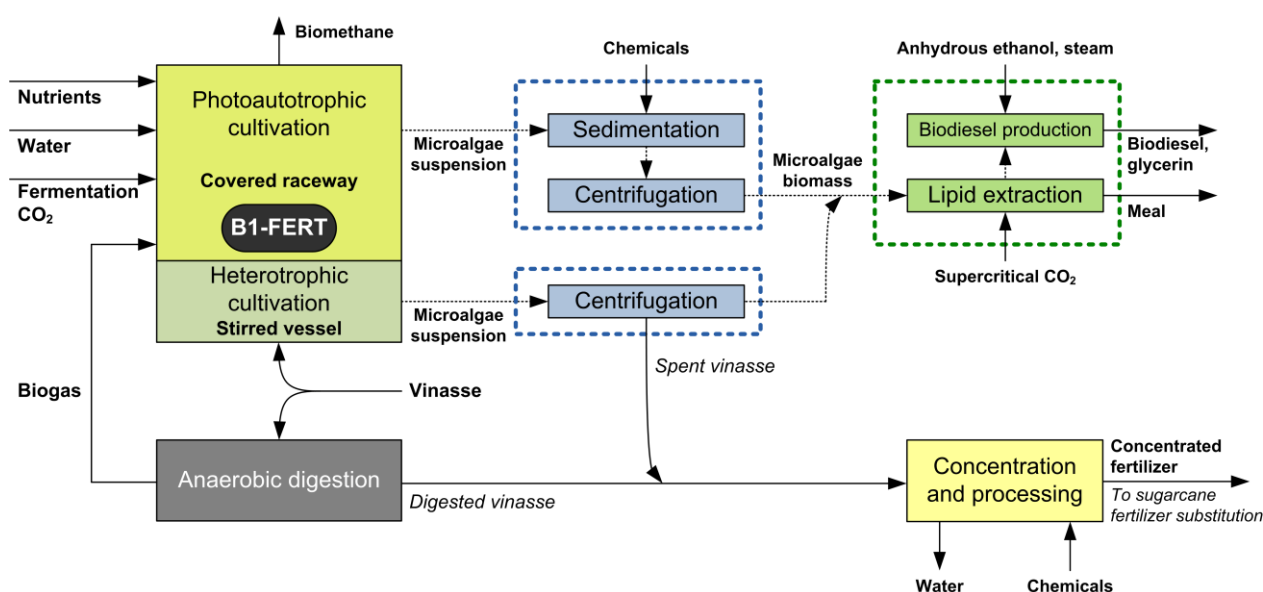 Biomethane
Nutrients
Water
Fermentation
CO₂
Photoautotrophic
cultivation
Covered raceway
B1-FERT
Heterotrophic
cultivation
Stirred vessel
Microalgae
suspension
Microalgae
suspension
Chemicals
Sedimentation
Centrifugation
Centrifugation
Microalgae
biomass
Anhydrous ethanol, steam
Biodiesel production
Lipid extraction
Biodiesel,
glycerin
Meal
Supercritical CO₂
Spent vinasse
Biogas
Vinasse
Anaerobic digestion
Digested vinasse
Concentration
and processing
Concentrated
fertilizer
To sugarcane
fertilizer substitution
Water
Chemicals